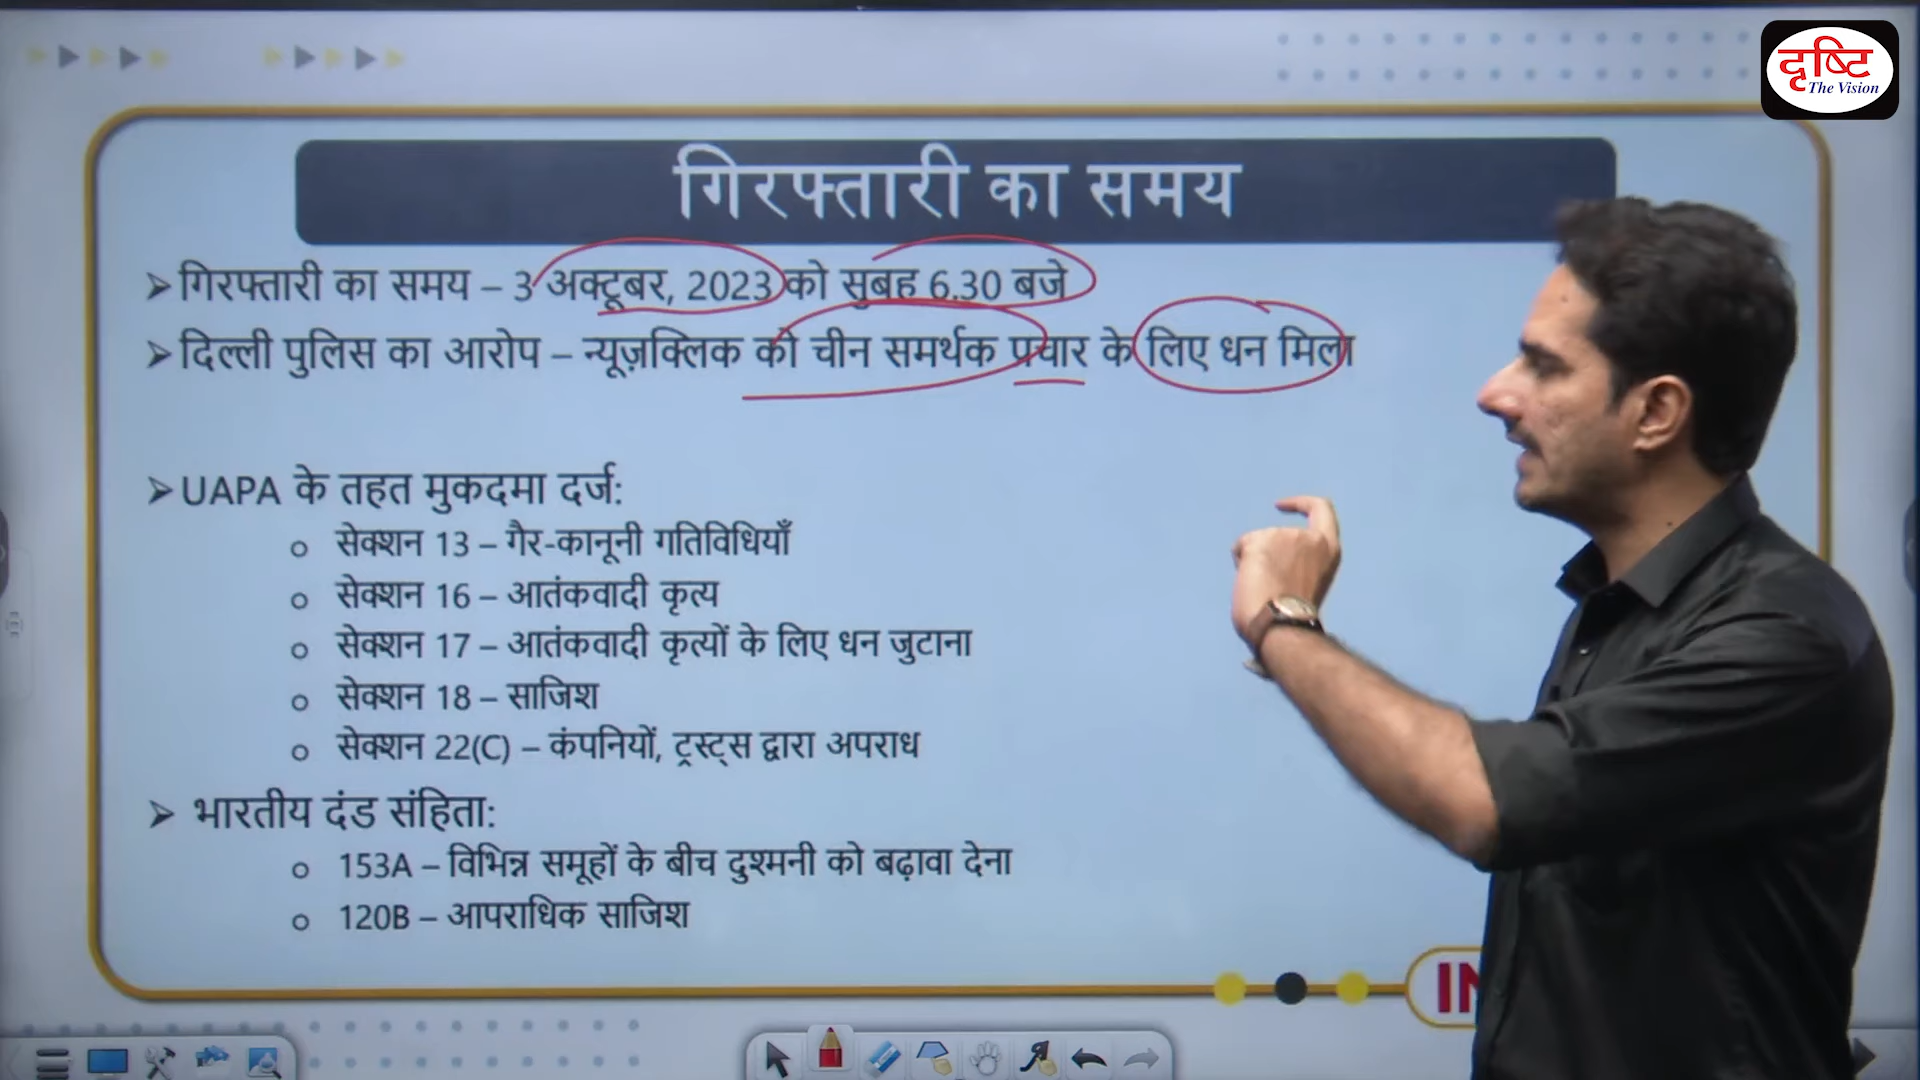 दृष्टि
The Vision
गिरफ्तारी का समय
➢ गिरफ्तारी का समय – 3 अक्टूबर, 2023 को सुबह 6.30 बजे
➢ दिल्ली पुलिस का आरोप – न्यूज़क्लिक को चीन समर्थक प्रचार के लिए धन मिला
➢ UAPA के तहत मुकदमा दर्ज:
o सेक्शन 13 – गैर-कानूनी गतिविधियाँ
o सेक्शन 16 – आतंकवादी कृत्य
o सेक्शन 17 – आतंकवादी कृत्यों के लिए धन जुटाना
o सेक्शन 18 – साजिश
o सेक्शन 22(C) – कंपनियों, ट्रस्ट्स द्वारा अपराध
➢ भारतीय दंड संहिता:
o 153A – विभिन्न समूहों के बीच दुश्मनी को बढ़ावा देना
o 120B – आपराधिक साजिश